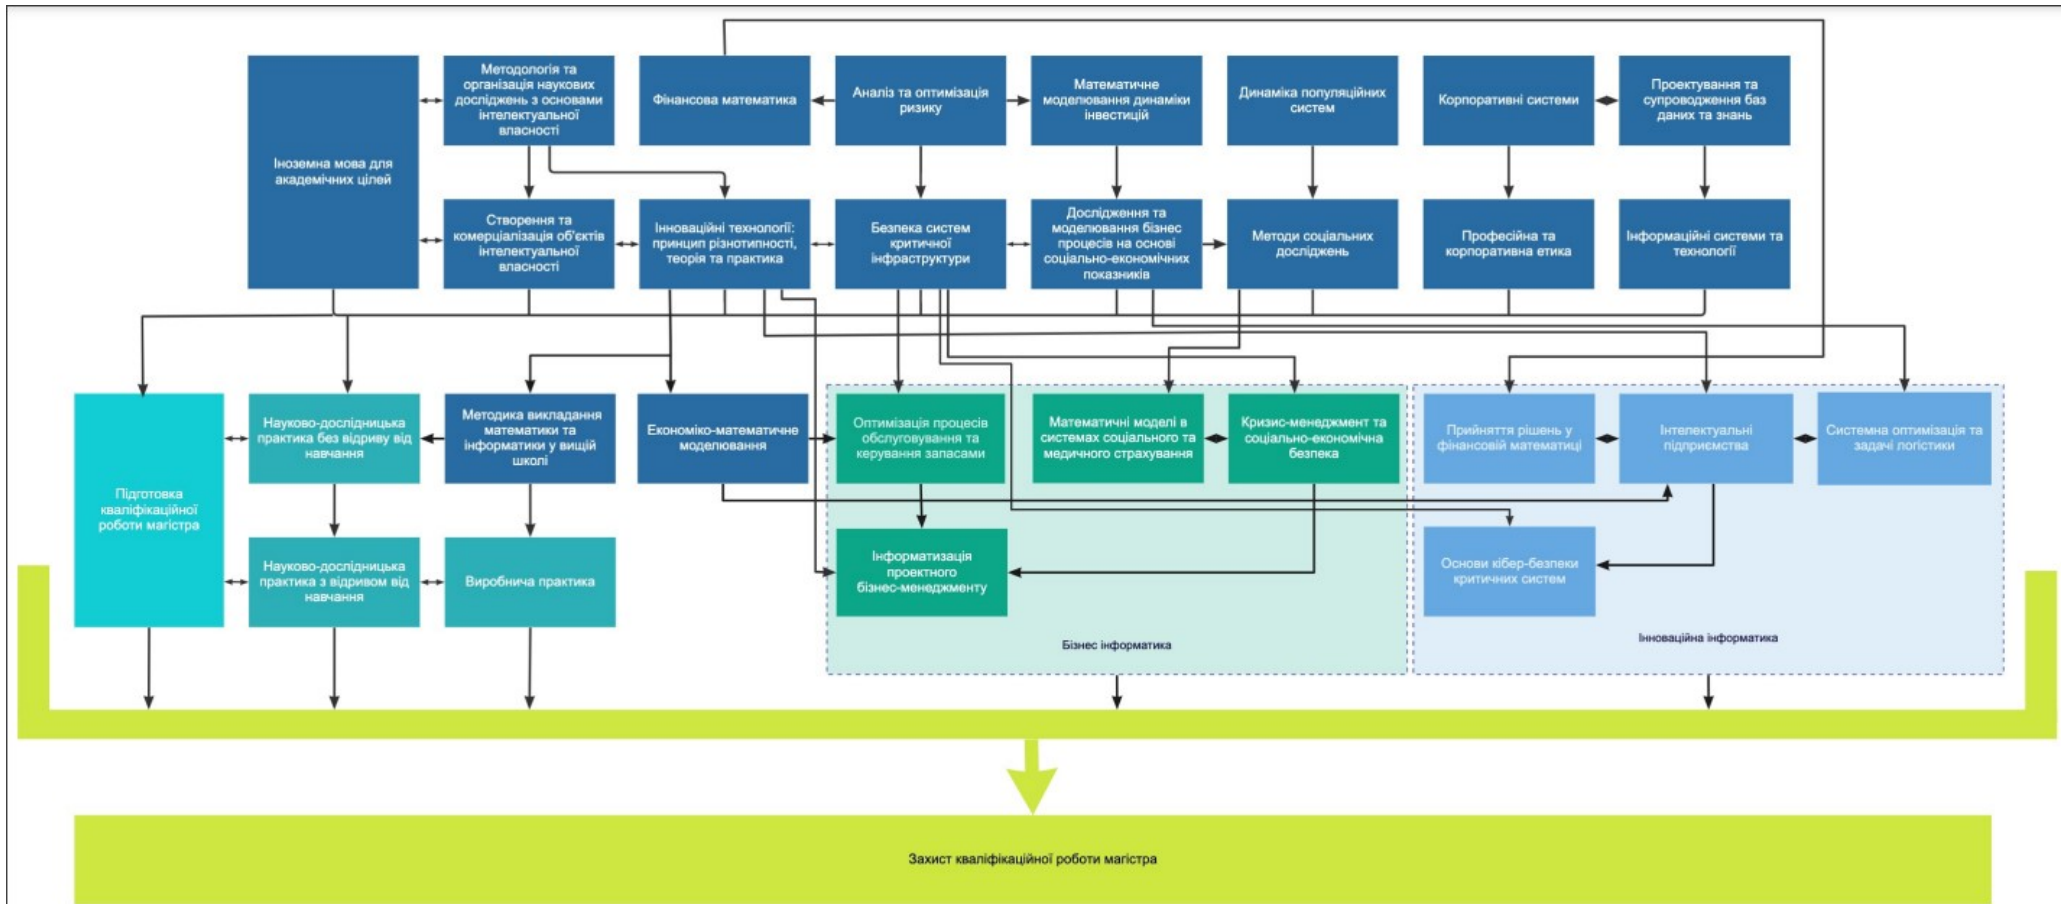 Методологія та
організація наукових
досліджень з основами
інтелектуальної
власності
Фінансова математика
Аналіз та оптимізація
ризику
Математичне
моделювання динаміки
інвестицій
Динаміка популяційних
систем
Корпоративні системи
Проектування та
супроводження баз
даних та знань
Іноземна мова для
академічних цілей
Створення та
комерціалізація об'єктів
інтелектуальної
власності
Інноваційні технології:
принцип різнотипності,
теорія та практика
Безпека систем
критичної
інфраструктури
Дослідження та
моделювання бізнес
процесів на основі
соціально-економічних
показників
Методи соціальних
досліджень
Професійна та
корпоративна етика
Інформаційні системи та
технології
Підготовка
кваліфікаційної
роботи магістра
Науково-дослідницька
практика без відриву від
навчання
Методика викладання
математики та
інформатики у вищій
школі
Економіко-математичне
моделювання
Оптимізація процесів
обслуговування та
керування запасами
Математичні моделі в
системах соціального та
медичного страхування
Кризис-менеджмент та
соціально-економічна
безпека
Прийняття рішень у
фінансовій математиці
Інтелектуальні
підприємства
Системна оптимізація та
задачі логістики
Науково-дослідницька
практика з відривом від
навчання
Виробнича практика
Інформатизація
проектного
бізнес-менеджменту
Основи кібер-безпеки
критичних систем
Бізнес інформатика
Інноваційна інформатика
Захист кваліфікаційної роботи магістра